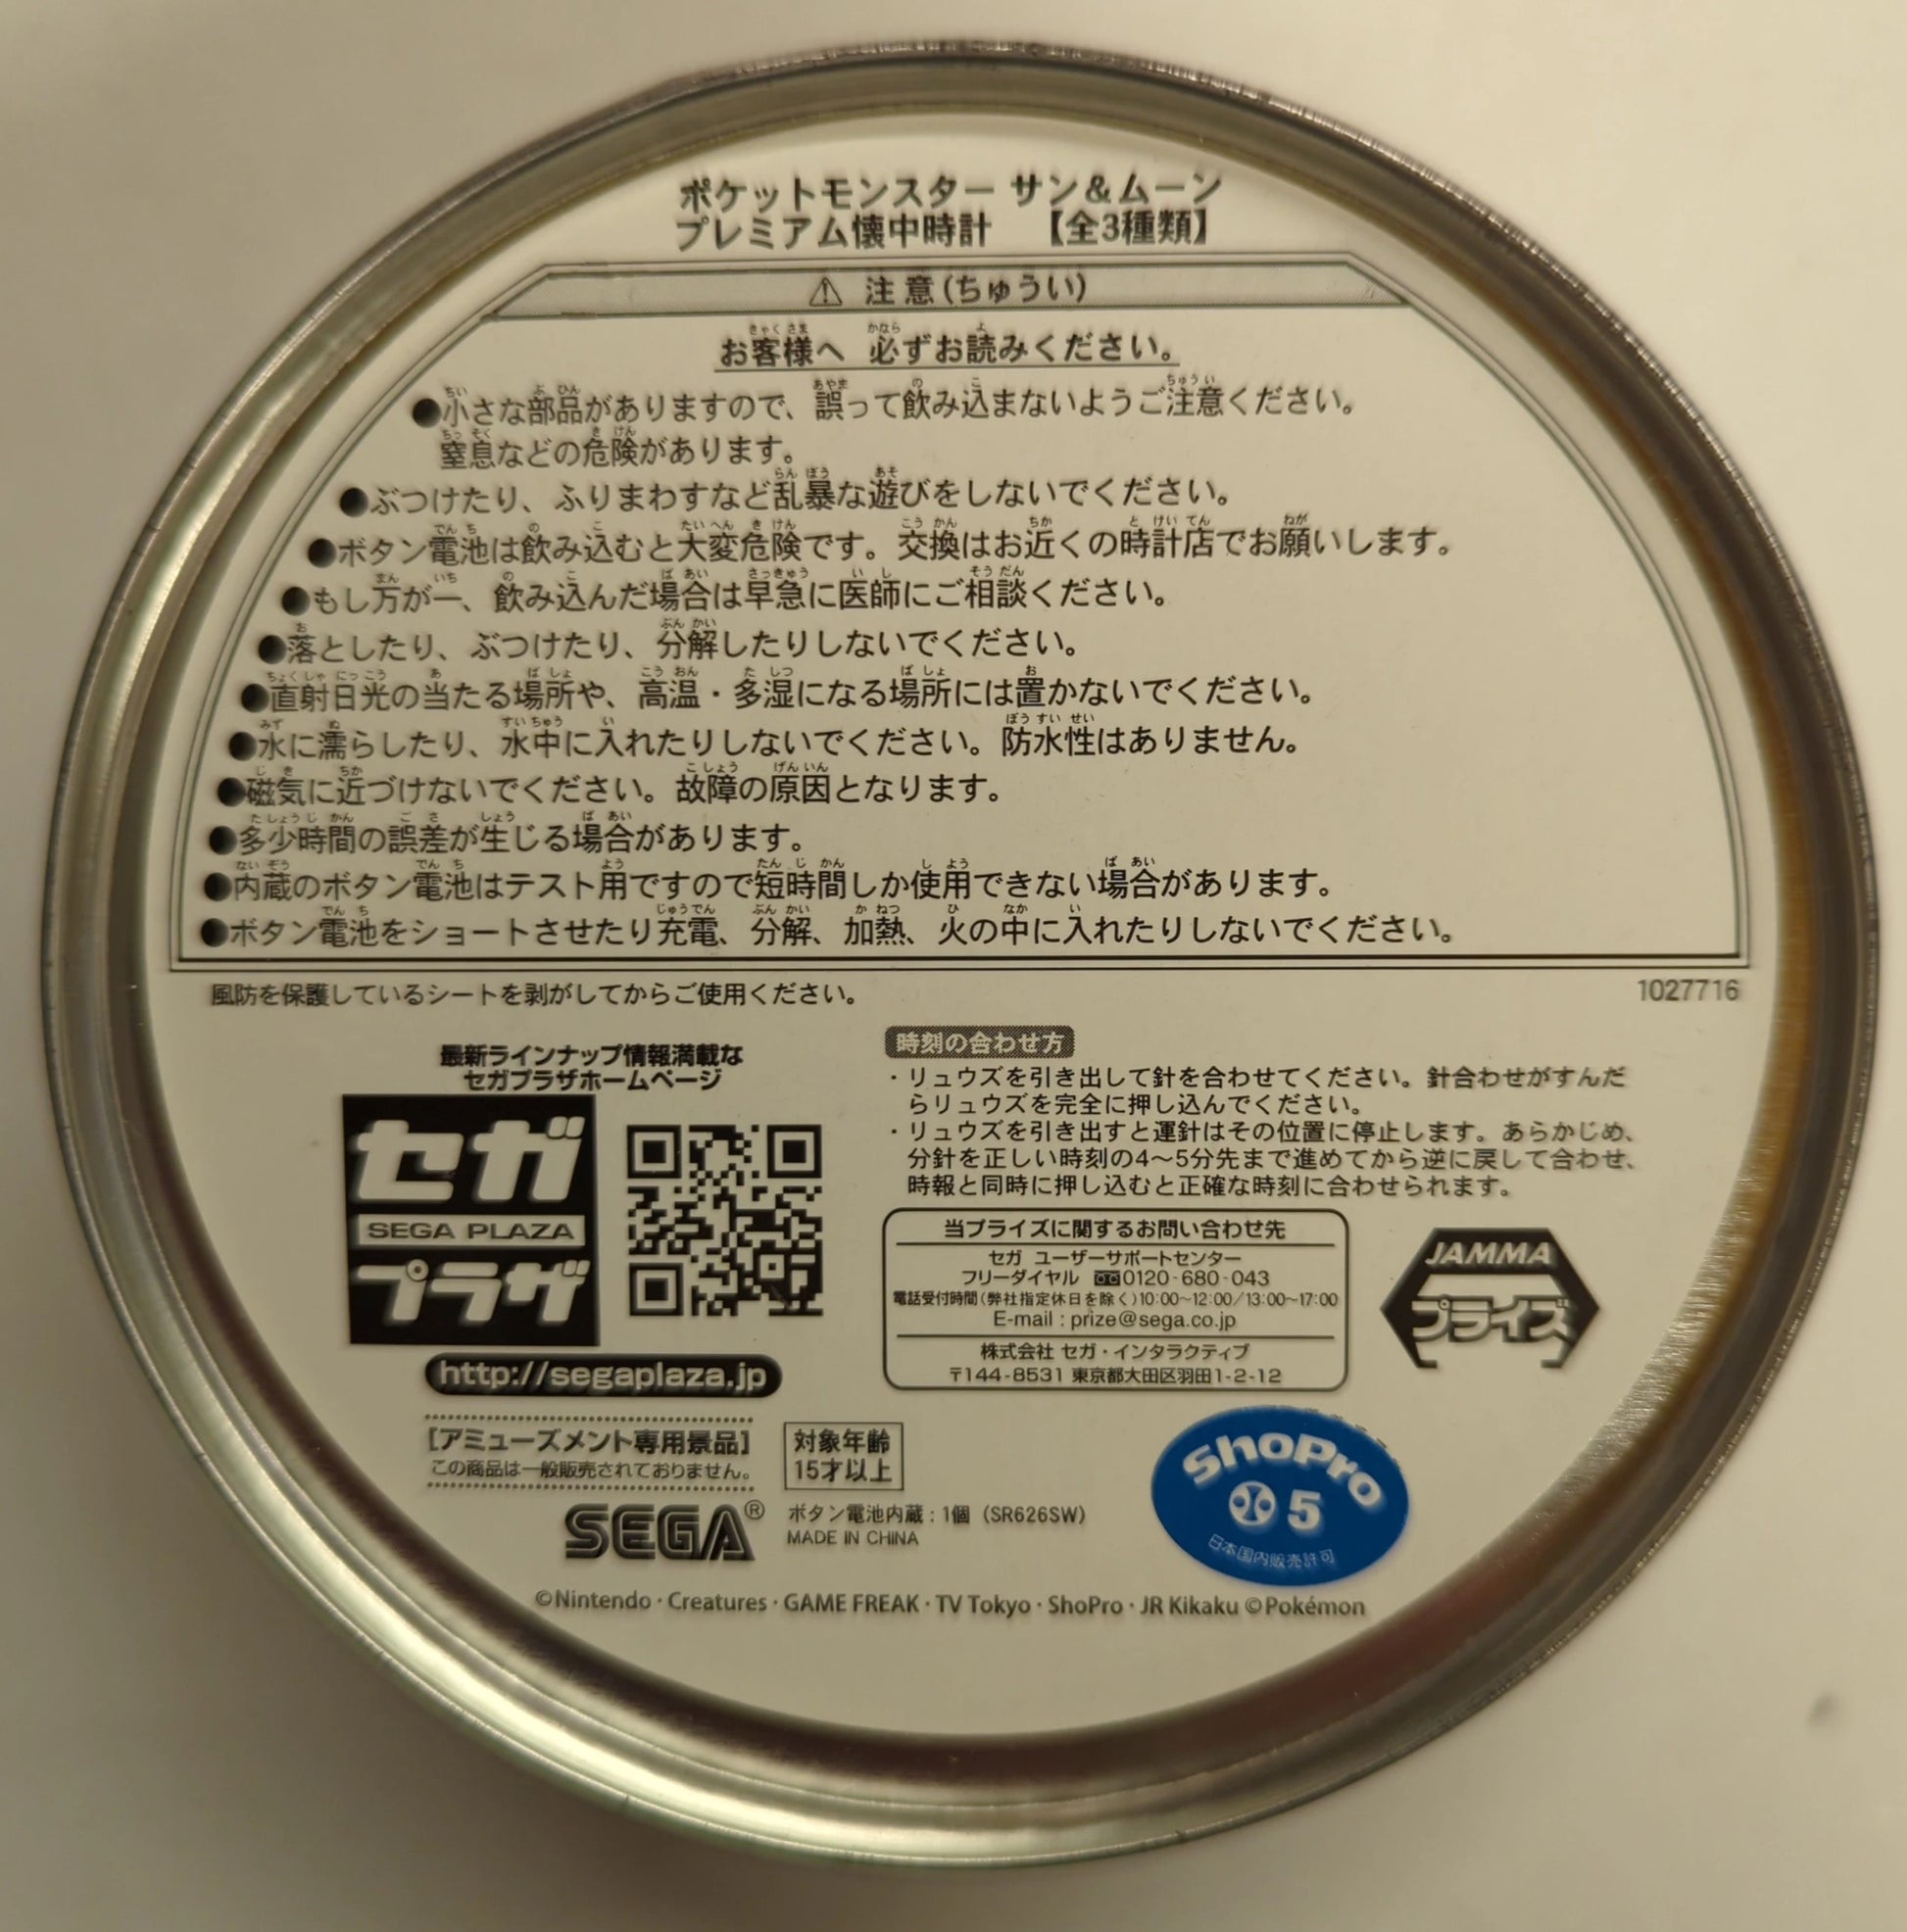 ポケットモンスター サン&ムーン
プレミアム懐中時計 【全3種類】
⚠ 注意(ちゅうい)
お客様へ 必ずお読みください。
●小さな部品がありますので、誤って飲み込まないようご注意ください。
窒息などの危険があります。
●ぶつけたり、ふりまわすなど乱暴な遊びをしないでください。
●ボタン電池は飲み込むと大変危険です。交換はお近くの時計店でお願いします。
●もし万が一、飲み込んだ場合は早急に医師にご相談ください。
●落としたり、ぶつけたり、分解したりしないでください。
●直射日光の当たる場所や、高温・多湿になる場所には置かないでください。
●水に濡らしたり、水中に入れたりしないでください。防水性はありません。
●磁気に近づけないでください。故障の原因となります。
●多少時間の誤差が生じる場合があります。
●内蔵のボタン電池はテスト用ですので短時間しか使用できない場合があります。
●ボタン電池をショートさせたり充電、分解、加熱、火の中に入れたりしないでください。
風防を保護しているシートを剥がしてからご使用ください。
1027716
最新ラインナップ情報満載な
セガプラザホームページ
セガ
SEGA PLAZA
プラザ
http://segaplaza.jp
時刻の合わせ方
・リュウズを引き出して針を合わせてください。針合わせがすんだ
らリュウズを完全に押し込んでください。
・リュウズを引き出すと運針はその位置に停止します。あらかじめ、
分針を正しい時刻の4〜5分先まで進めてから逆に戻して合わせ、
時報と同時に押し込むと正確な時刻に合わせられます。
当プライズに関するお問い合わせ先
セガ ユーザーサポートセンター
フリーダイヤル 0120-680-043
電話受付時間(弊社指定休日を除く)10:00〜12:00/13:00〜17:00
E-mail : prize@sega.co.jp
株式会社 セガ・インタラクティブ
〒144-8531 東京都大田区羽田1-2-12
JAMMA
プライズ
[アミューズメント専用景品]
この商品は一般販売されておりません。
対象年齢
15才以上
SEGA®
ボタン電池内蔵:1個(SR626SW)
MADE IN CHINA
ShoPro
5
日本国内販売許可
©Nintendo・Creatures・GAME FREAK・TV Tokyo・ShoPro・JR Kikaku ©Pokémon